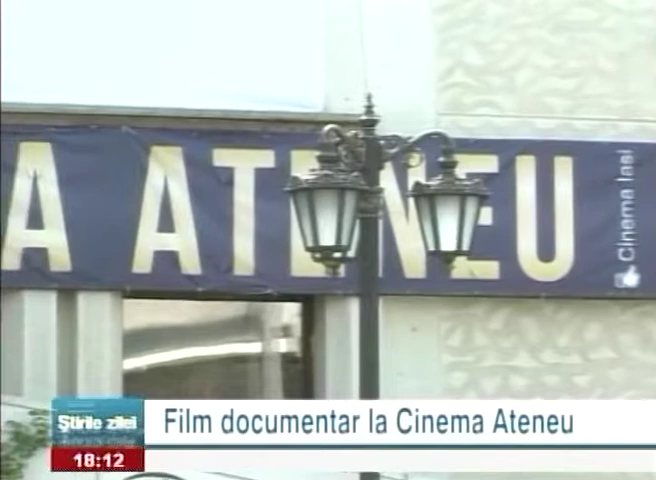 A ATENEU
Cinema Iasi
Știrile zilei
Film documentar la Cinema Ateneu
18:12